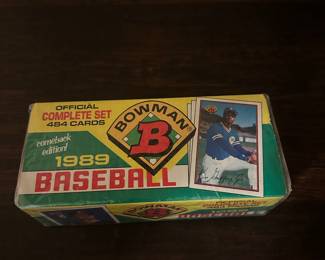 OFFICIAL
COMPLETE SET
484 CARDS
comeback
edition!
1989
BASEBALL
BOWMAN
B